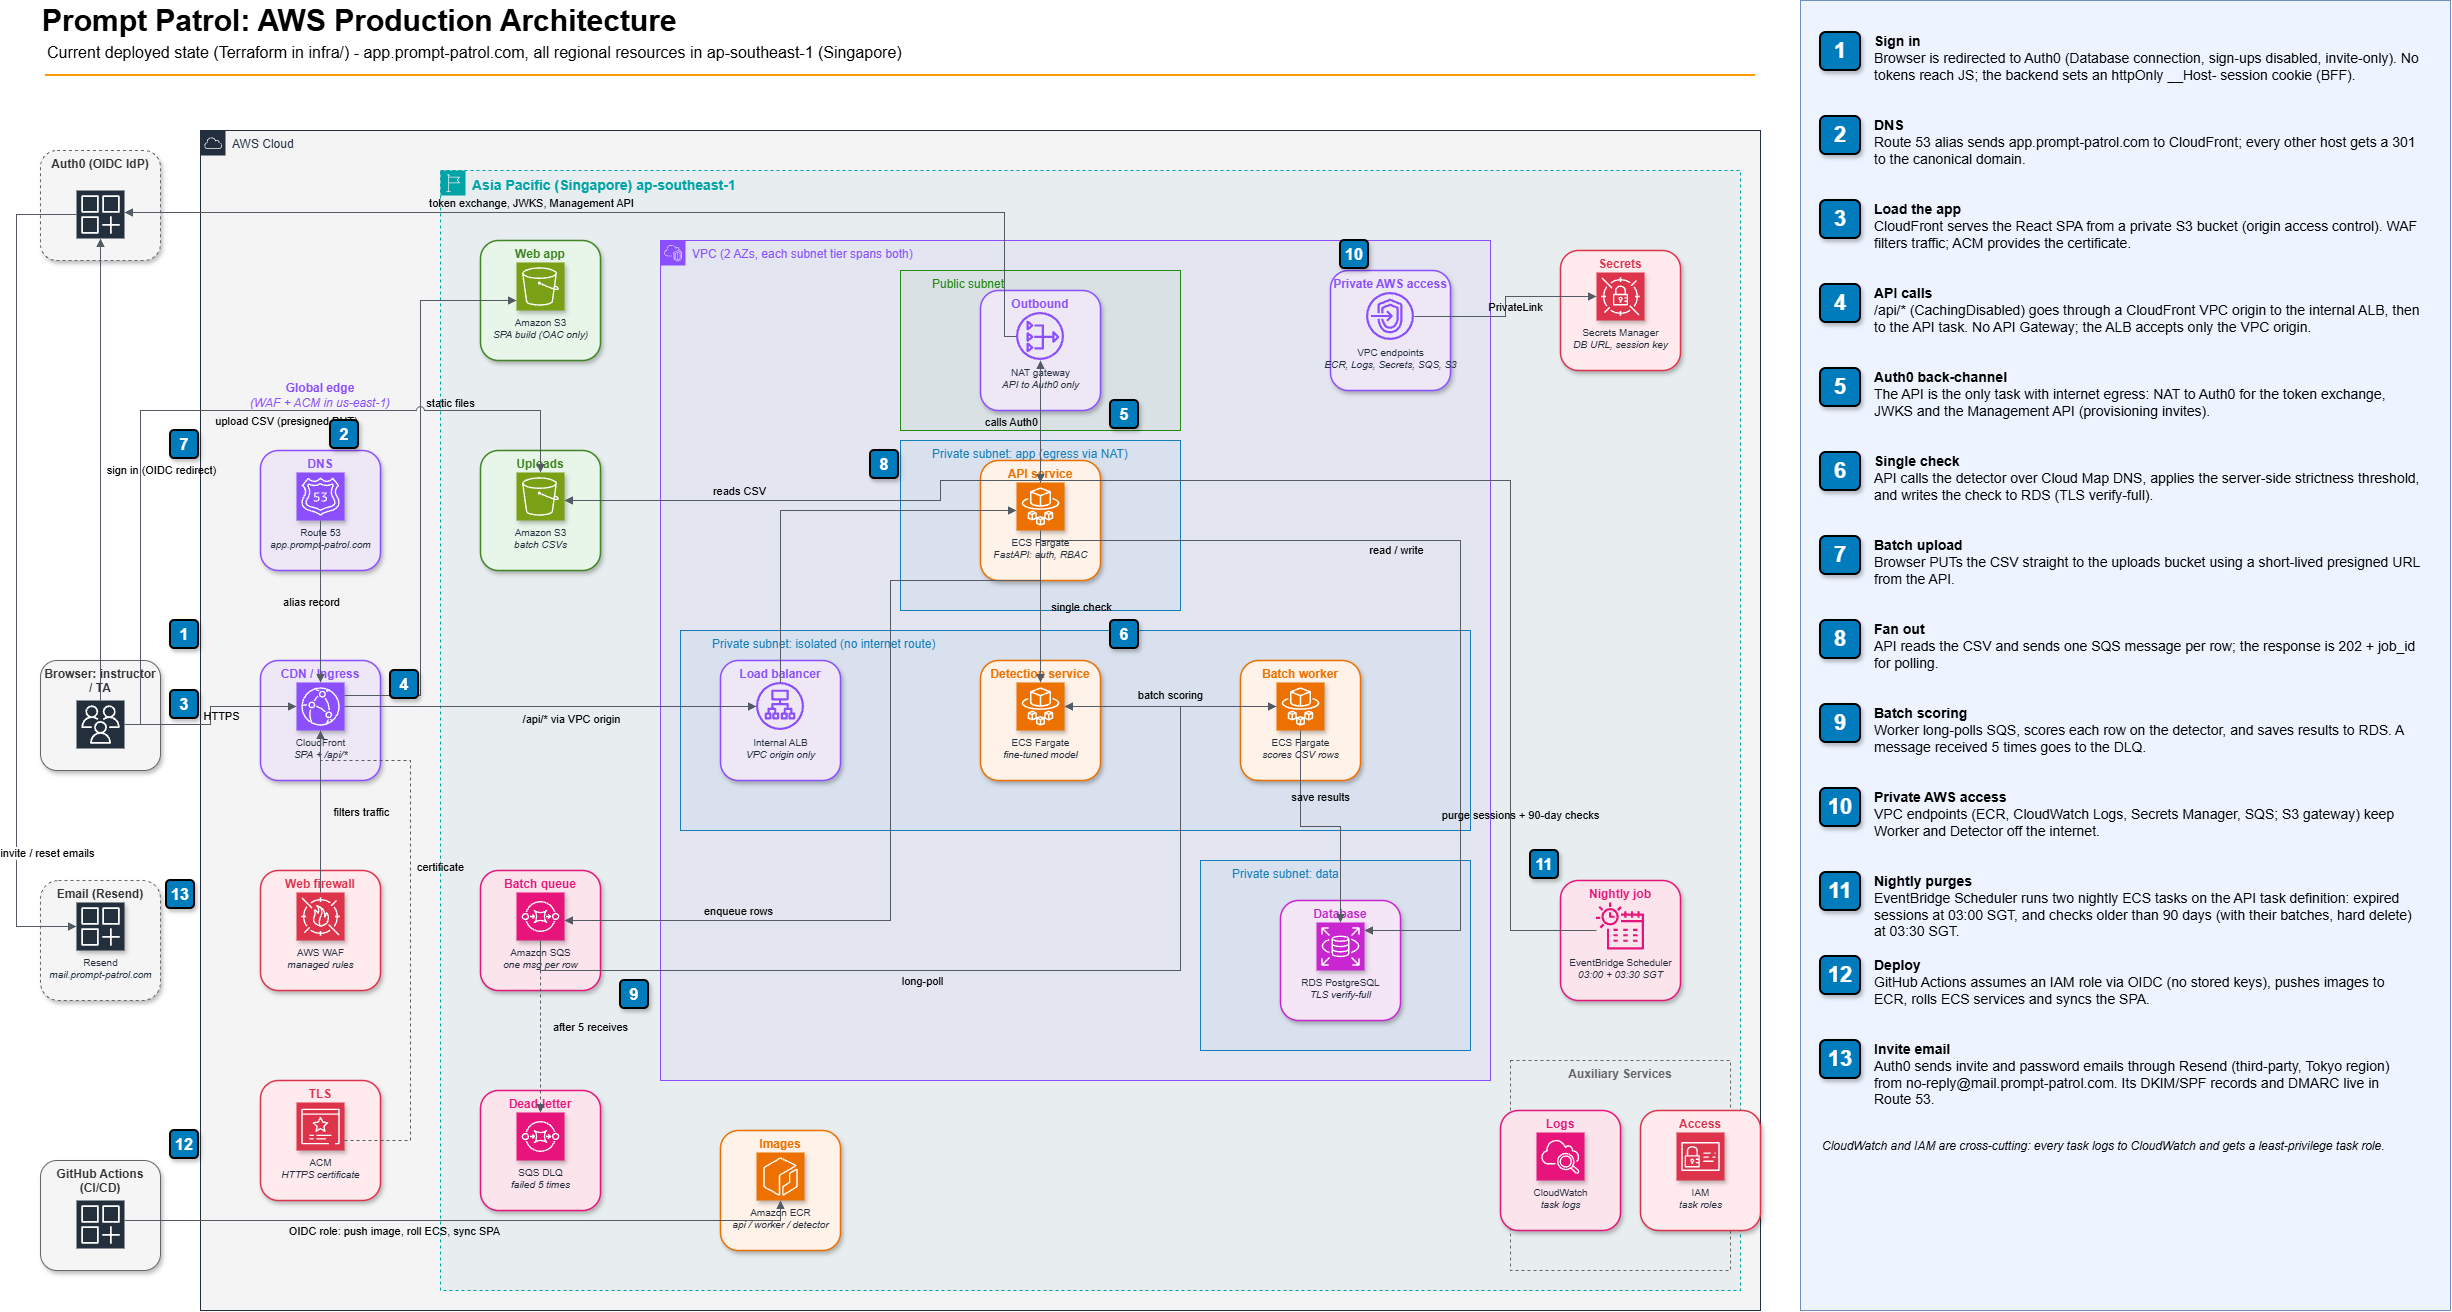 Prompt Patrol: AWS Production Architecture
Current deployed state (Terraform in infra/) - app.prompt-patrol.com, all regional resources in ap-southeast-1 (Singapore)
AWS Cloud
Auth0 (OIDC IdP)
Asia Pacific (Singapore) ap-southeast-1
token exchange, JWKS, Management API
Web app
Amazon S3
SPA build (OAC only)
VPC (2 AZs, each subnet tier spans both)
Public subnet
Outbound
NAT gateway
API to Auth0 only
calls Auth0
5
10
Private AWS access
VPC endpoints
ECR, Logs, Secrets, SQS, S3
PrivateLink
Secrets
Secrets Manager
DB URL, session key
Global edge
(WAF + ACM in us-east-1)
static files
upload CSV (presigned PUT)
2
7
sign in (OIDC redirect)
DNS
53
Route 53
app.prompt-patrol.com
alias record
Uploads
Amazon S3
batch CSVs
reads CSV
8
Private subnet: app (egress via NAT)
API service
ECS Fargate
FastAPI: auth, RBAC
read / write
single check
1
6
Private subnet: isolated (no internet route)
Browser: instructor
/ TA
3
HTTPS
CDN / Ingress
CloudFront
SPA + /api/*
4
/api/* via VPC origin
Load balancer
Internal ALB
VPC origin only
Detection service
ECS Fargate
fine-tuned model
batch scoring
Batch worker
ECS Fargate
scores CSV rows
save results
filters traffic
purge sessions + 90-day checks
invite / reset emails
certificate
Email (Resend)
Resend
mail.prompt-patrol.com
13
Web firewall
AWS WAF
managed rules
Batch queue
Amazon SQS
one msg per row
enqueue rows
long-poll
9
after 5 receives
Private subnet: data
Database
RDS PostgreSQL
TLS verify-full
11
Nightly job
EventBridge Scheduler
03:00 + 03:30 SGT
TLS
ACM
HTTPS certificate
Dead-letter
SQS DLQ
failed 5 times
12
GitHub Actions
(CI/CD)
OIDC role: push image, roll ECS, sync SPA
Images
Amazon ECR
api / worker / detector
Auxiliary Services
Logs
CloudWatch
task logs
Access
IAM
task roles
1
Sign in
Browser is redirected to Auth0 (Database connection, sign-ups disabled, invite-only). No
tokens reach JS; the backend sets an httpOnly __Host- session cookie (BFF).
2
DNS
Route 53 alias sends app.prompt-patrol.com to CloudFront; every other host gets a 301
to the canonical domain.
3
Load the app
CloudFront serves the React SPA from a private S3 bucket (origin access control). WAF
filters traffic; ACM provides the certificate.
4
API calls
/api/* (CachingDisabled) goes through a CloudFront VPC origin to the internal ALB, then
to the API task. No API Gateway; the ALB accepts only the VPC origin.
5
Auth0 back-channel
The API is the only task with internet egress: NAT to Auth0 for the token exchange,
JWKS and the Management API (provisioning invites).
6
Single check
API calls the detector over Cloud Map DNS, applies the server-side strictness threshold,
and writes the check to RDS (TLS verify-full).
7
Batch upload
Browser PUTs the CSV straight to the uploads bucket using a short-lived presigned URL
from the API.
8
Fan out
API reads the CSV and sends one SQS message per row; the response is 202 + job_id
for polling.
9
Batch scoring
Worker long-polls SQS, scores each row on the detector, and saves results to RDS. A
message received 5 times goes to the DLQ.
10
Private AWS access
VPC endpoints (ECR, CloudWatch Logs, Secrets Manager, SQS; S3 gateway) keep
Worker and Detector off the internet.
11
Nightly purges
EventBridge Scheduler runs two nightly ECS tasks on the API task definition: expired
sessions at 03:00 SGT, and checks older than 90 days (with their batches, hard delete)
at 03:30 SGT.
12
Deploy
GitHub Actions assumes an IAM role via OIDC (no stored keys), pushes images to
ECR, rolls ECS services and syncs the SPA.
13
Invite email
Auth0 sends invite and password emails through Resend (third-party, Tokyo region)
from no-reply@mail.prompt-patrol.com. Its DKIM/SPF records and DMARC live in
Route 53.
CloudWatch and IAM are cross-cutting: every task logs to CloudWatch and gets a least-privilege task role.